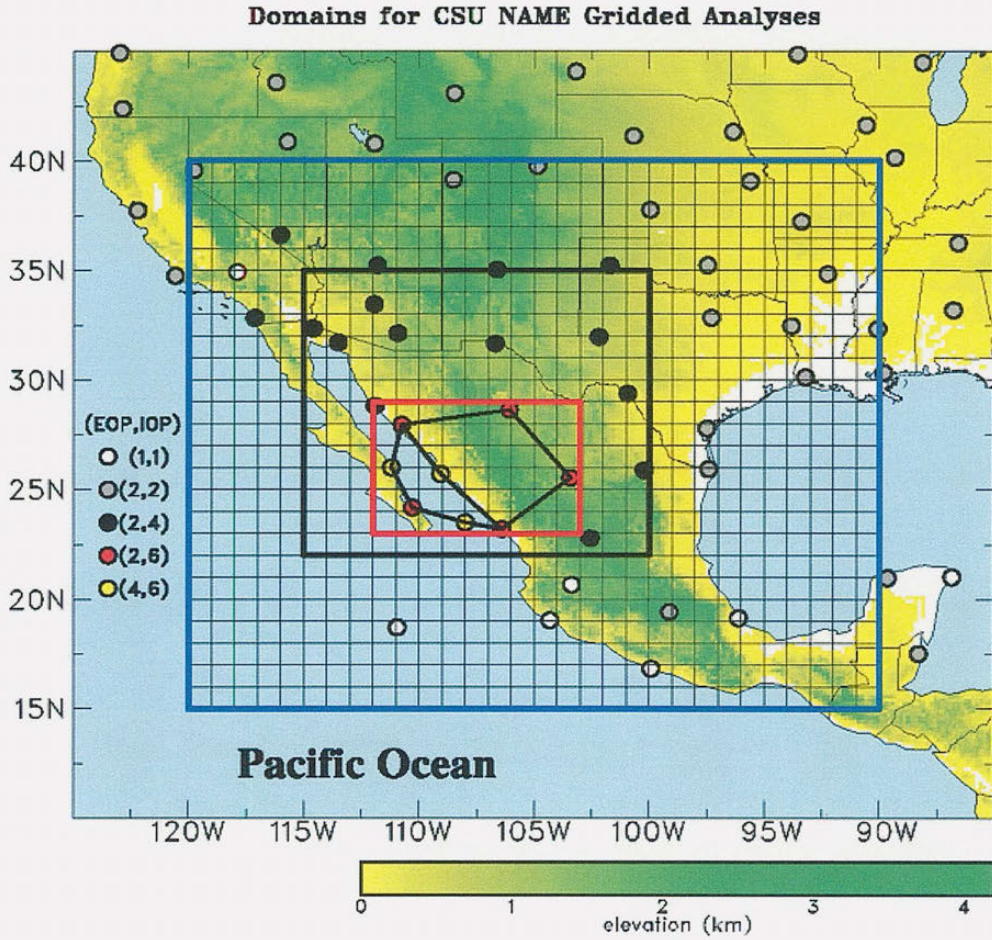 Domains for CSU NAME Gridded Analyses
40N
35N
30N
25N
20N
15N
(EOP,IOP)
(1,1)
(2,2)
(2,4)
(2,6)
(4,6)
Pacific Ocean
120W 115W 110W 105W 100W 95W 90W
0 1 2 3 4
elevation (km)